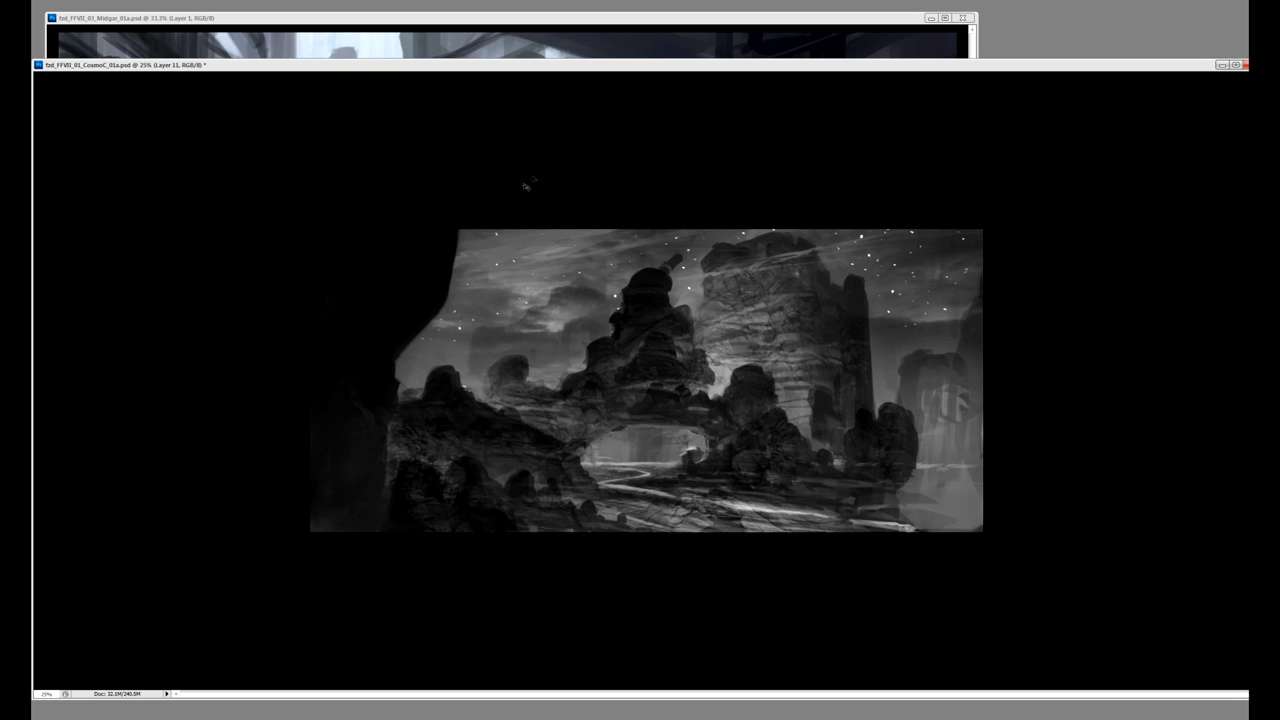 fzd_FFVII_03_Midgar_01a.psd @ 33.3% (Layer 1, RGB/8)
fzd_FFVII_01_CosmoC_01a.psd @ 25% (Layer 11, RGB/8) *
25% Doc: 32.1M/240.5M